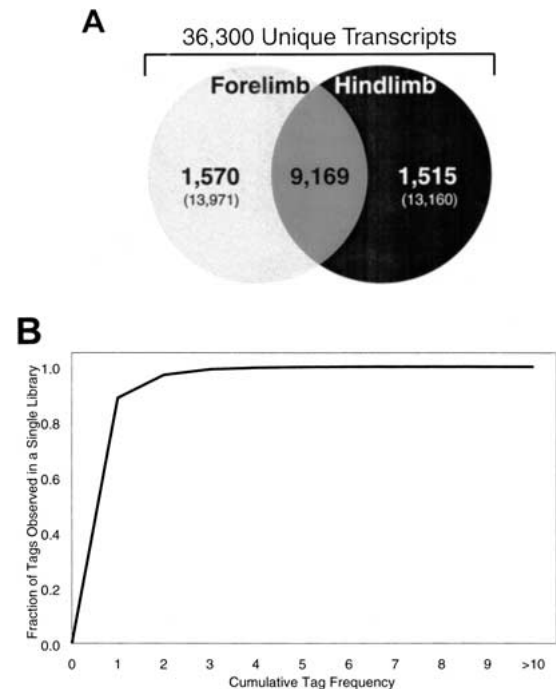 A
36,300 Unique Transcripts
Forelimb Hindlimb
1,570 9,169 1,515
(13,971) (13,160)
B
Fraction of Tags Observed in a Single Library
1.0
0.8
0.6
0.4
0.2
0.0
0 1 2 3 4 5 6 7 8 9 >10
Cumulative Tag Frequency